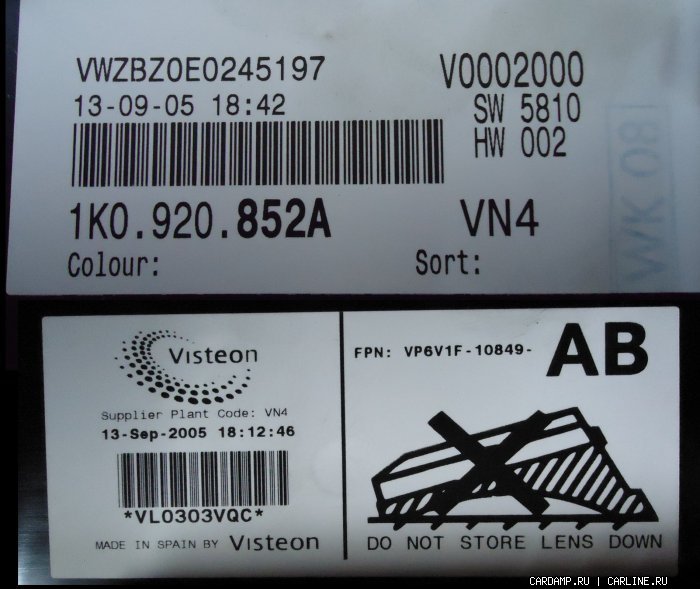 VWZBZ0E0245197
V0002000
13-09-05 18:42
SW 5810
HW 002
WK 08
1K0.920.852A
VN4
Colour:
Sort:
Visteon
Supplier Plant Code: VN4
13-Sep-2005 18:12:46
*VL0303VQC*
MADE IN SPAIN BY Visteon
FPN: VP6V1F-10849- AB
DO NOT STORE LENS DOWN
CARDAMP.RU | CARLINE.RU